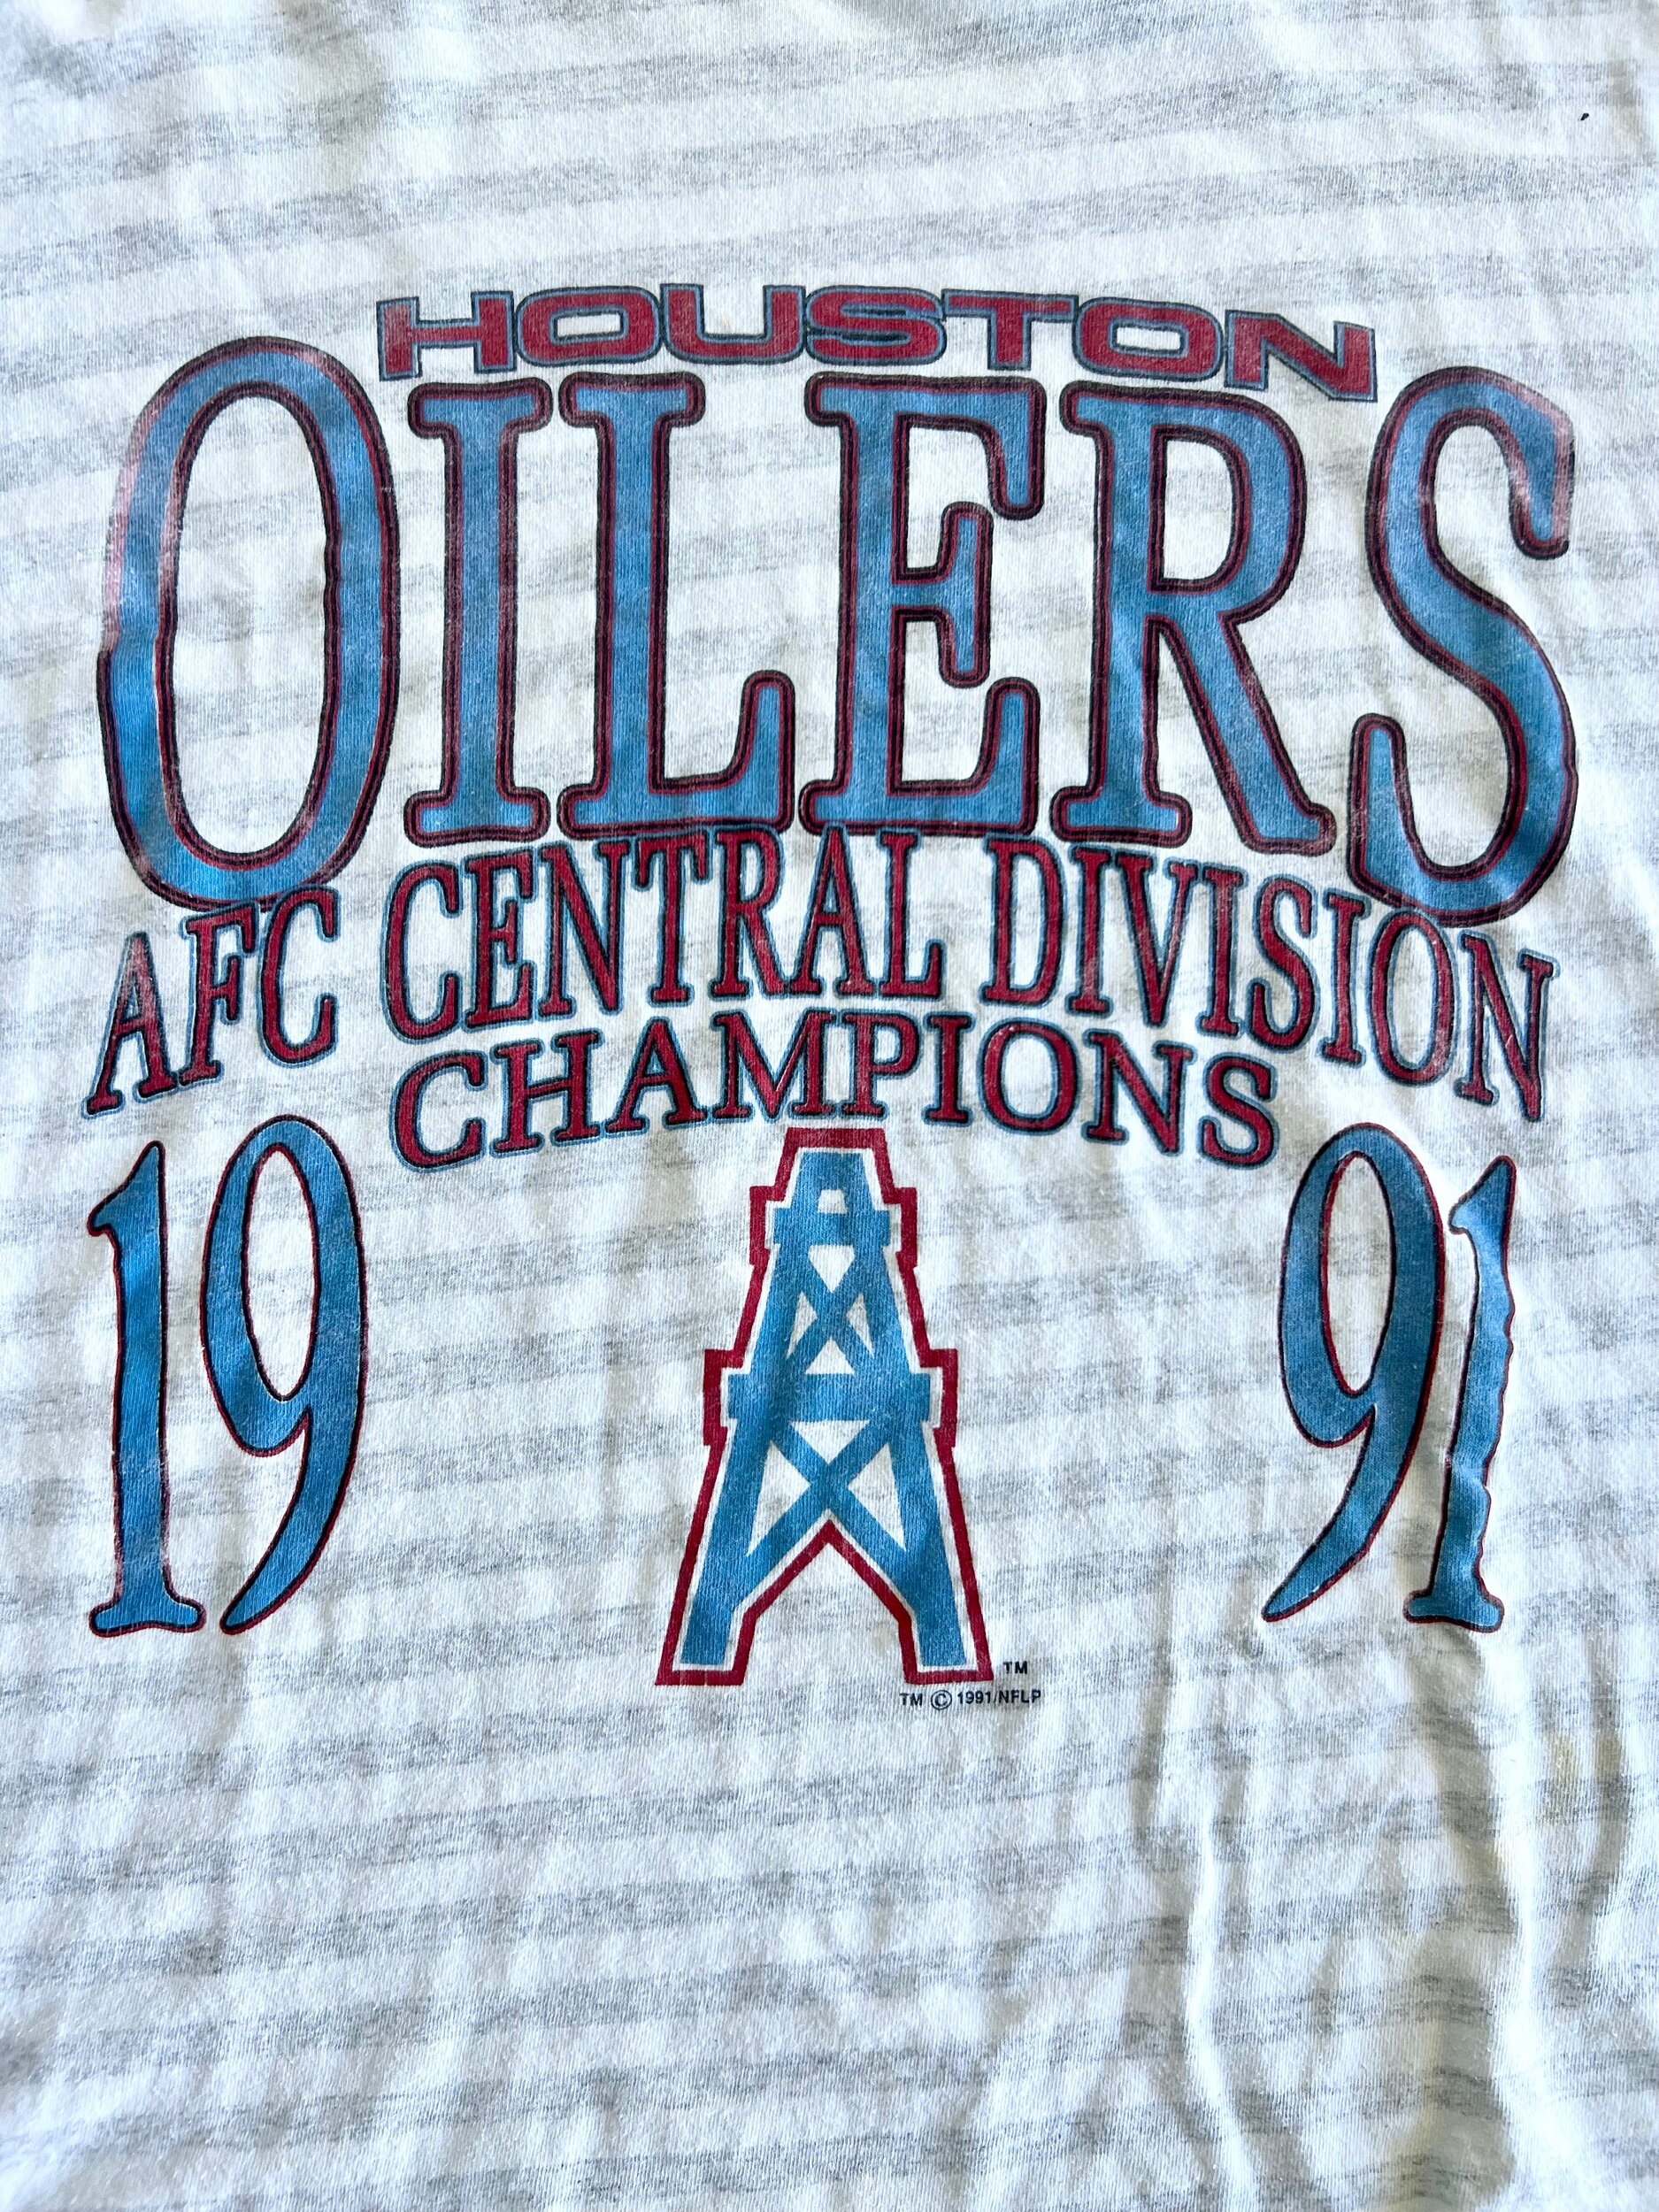 HOUSTON
OILERS
AFC CENTRAL DIVISION
CHAMPIONS
19 91
TM
TM © 1991/NFLP